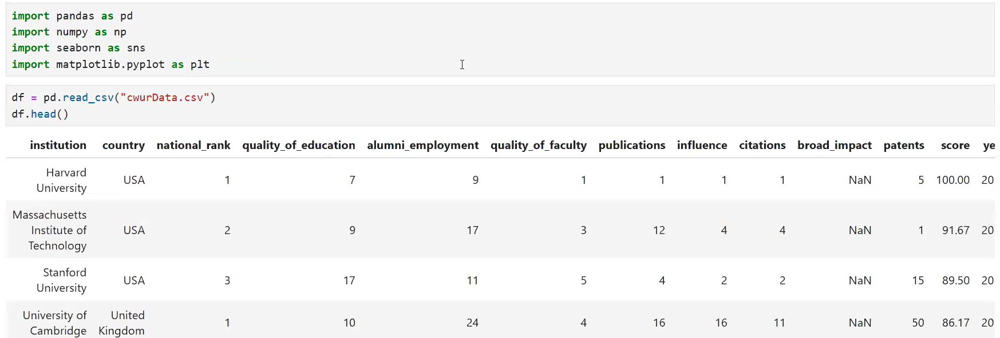 import pandas as pd
import numpy as np
import seaborn as sns
import matplotlib.pyplot as plt
df = pd.read_csv("cwurData.csv")
df.head()
institution country national_rank quality_of_education alumni_employment quality_of_faculty publications influence citations broad_impact patents score ye
Harvard
University USA 1 7 9 1 1 1 1 NaN 5 100.00 20
Massachusetts
Institute of USA 2 9 17 3 12 4 4 NaN 1 91.67 20
Technology
Stanford
University USA 3 17 11 5 4 2 2 NaN 15 89.50 20
University of United
Cambridge Kingdom 1 10 24 4 16 16 11 NaN 50 86.17 20